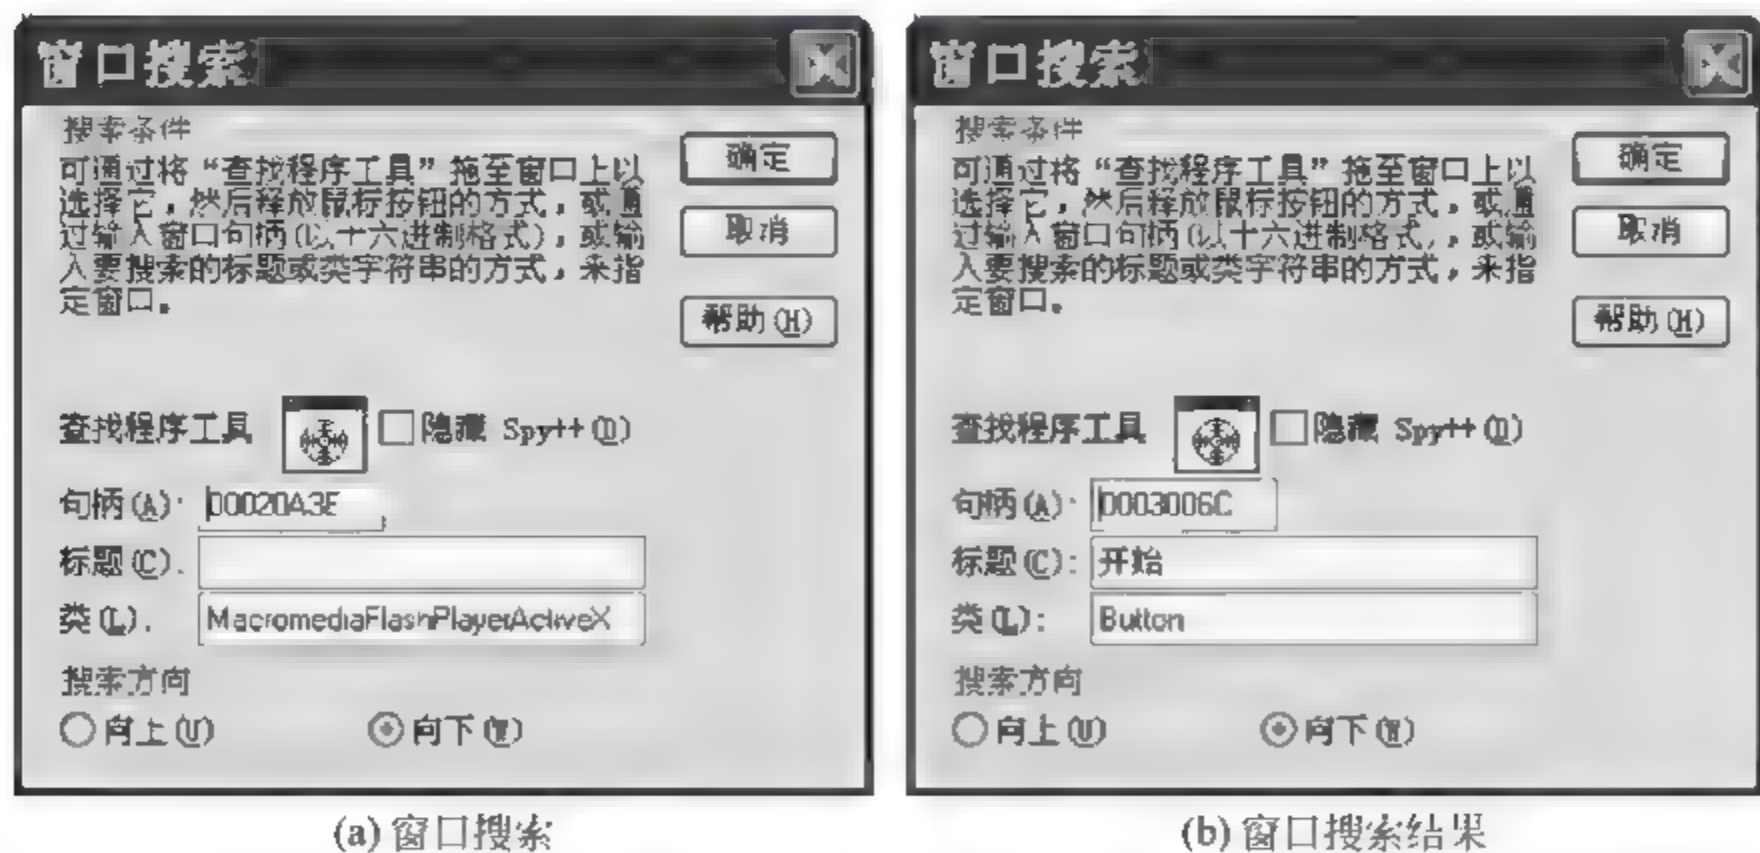 窗口搜索
搜索条件
可通过将“查找程序工具”拖至窗口上以
选择它，然后释放鼠标按钮的方式，或通
过输入窗口句柄(以十六进制格式)，或输
入要搜索的标题或类字符串的方式，来指
定窗口。
确定
取消
帮助(H)
查找程序工具
隐藏 Spy++(D)
句柄(A):
00020A3E
标题(C):
类(L):
MacromediaFlashPlayerActiveX
搜索方向
向上(U)
向下(W)
(a) 窗口搜索
窗口搜索
搜索条件
可通过将“查找程序工具”拖至窗口上以
选择它，然后释放鼠标按钮的方式，或通
过输入窗口句柄(以十六进制格式)，或输
入要搜索的标题或类字符串的方式，来指
定窗口。
确定
取消
帮助(H)
查找程序工具
隐藏 Spy++(D)
句柄(A):
0003006C
标题(C):
开始
类(L):
Button
搜索方向
向上(U)
向下(W)
(b) 窗口搜索结果